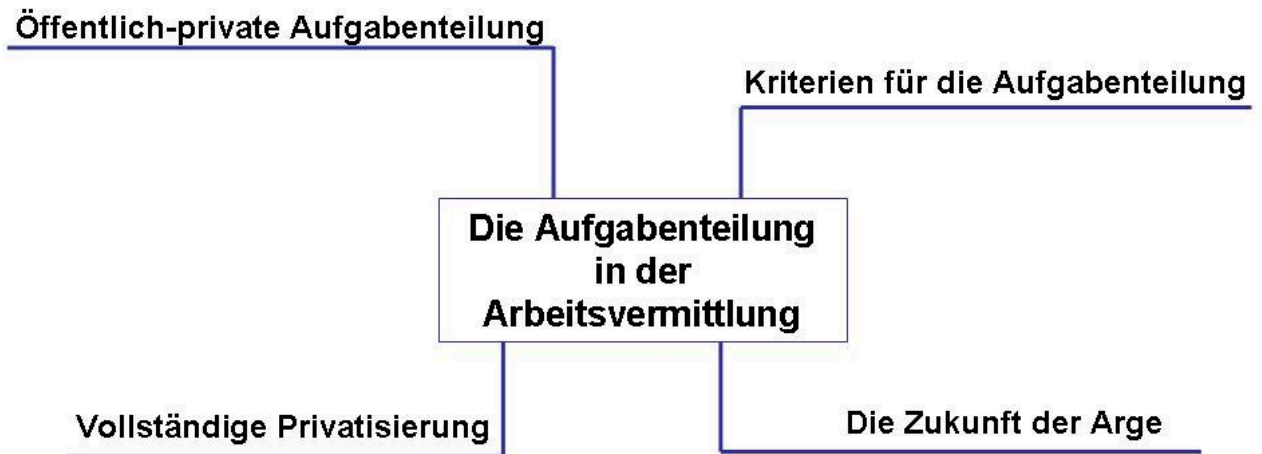 Öffentlich-private Aufgabenteilung
Kriterien für die Aufgabenteilung
Die Aufgabenteilung
in der
Arbeitsvermittlung
Vollständige Privatisierung
Die Zukunft der Arge